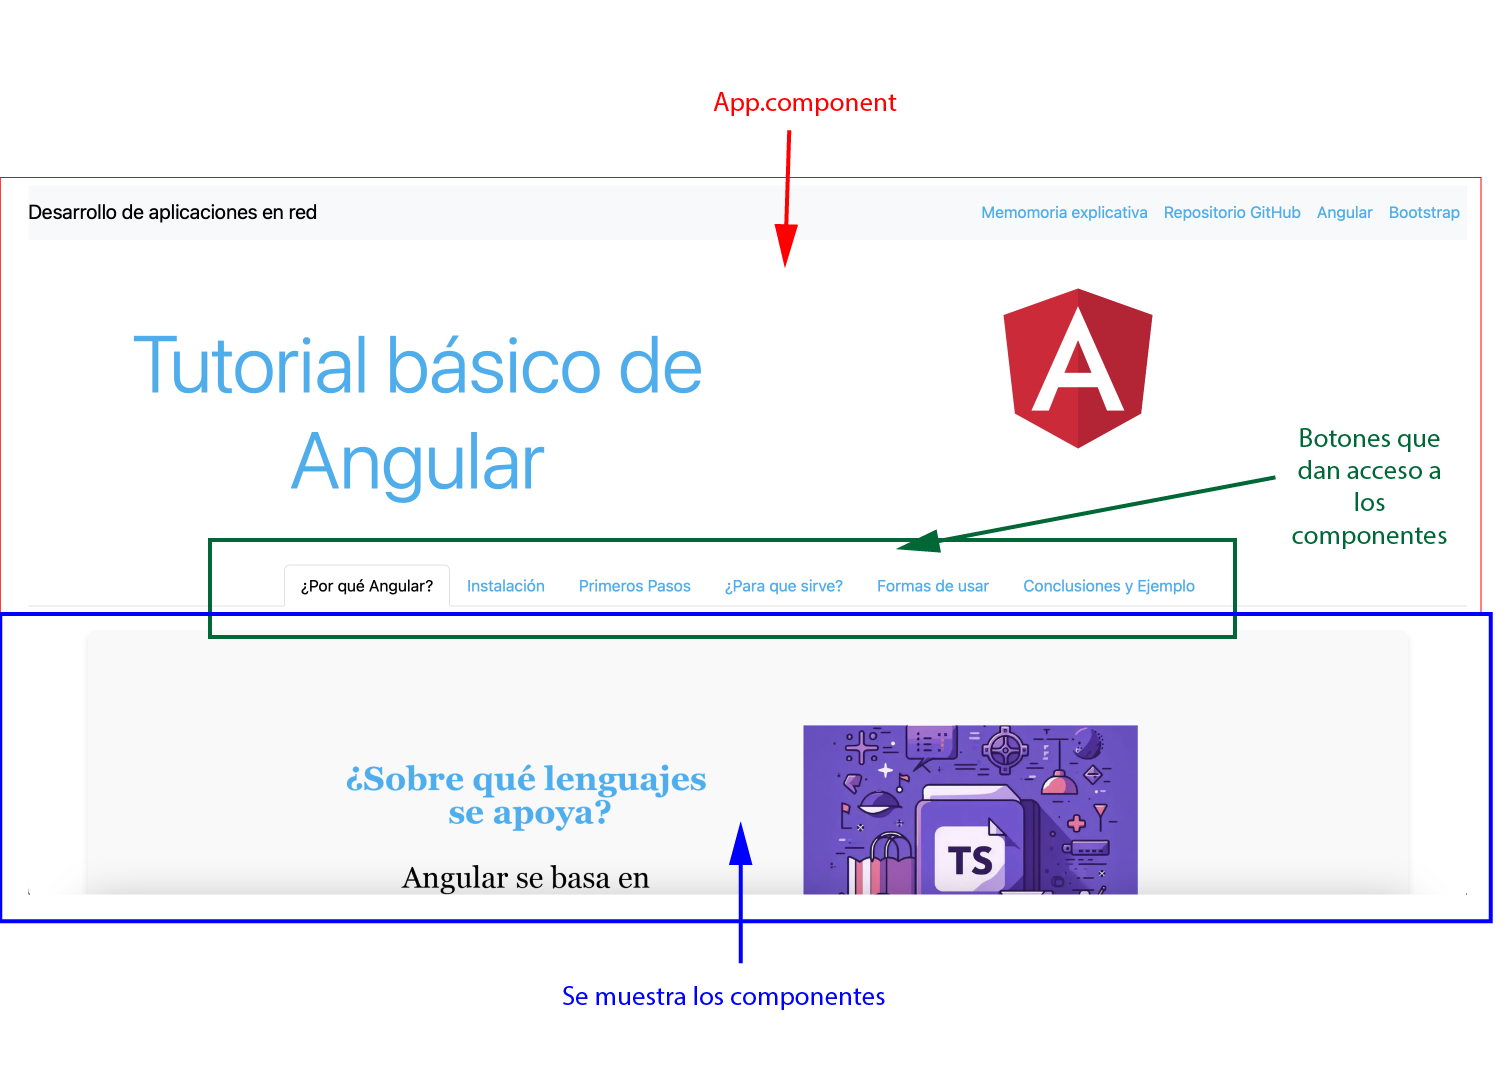 App.component
Desarrollo de aplicaciones en red
Memomoria explicativa
Repositorio GitHub
Angular
Bootstrap
Tutorial básico de
Angular
A
Botones que
dan acceso a
los
componentes
¿Por qué Angular?
Instalación
Primeros Pasos
¿Para que sirve?
Formas de usar
Conclusiones y Ejemplo
¿Sobre qué lenguajes
se apoya?
Angular se basa en
TS
Se muestra los componentes